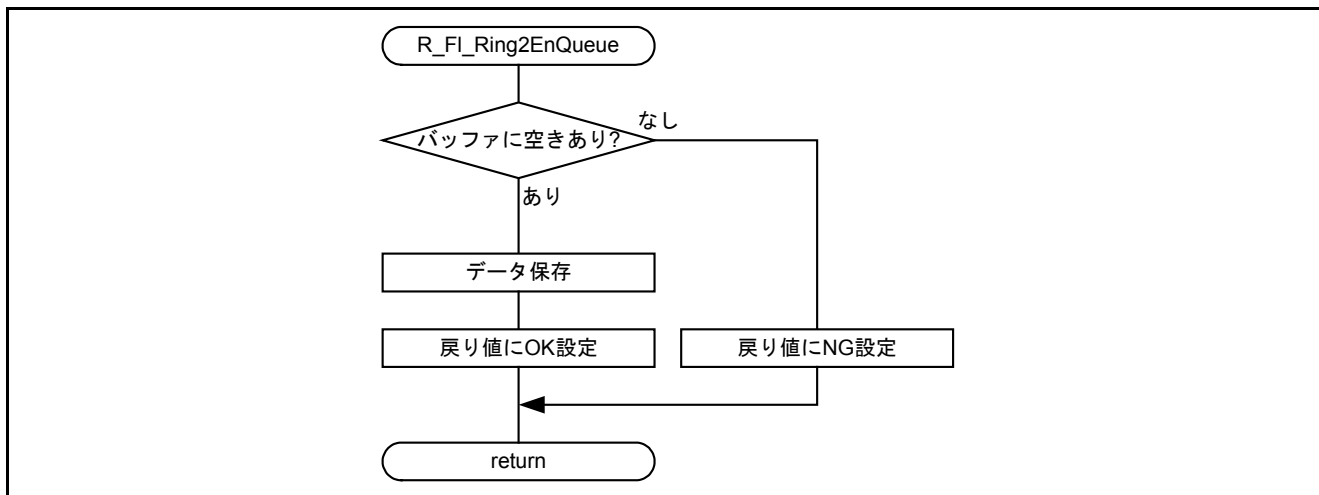 R_Fl_Ring2EnQueue
バッファに空きあり?
なし
あり
データ保存
戻り値にOK設定
戻り値にNG設定
return